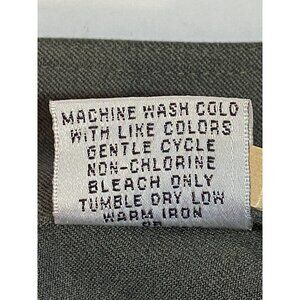 MACHINE WASH COLD
WITH LIKE COLORS
GENTLE CYCLE
NON-CHLORINE
BLEACH ONLY
TUMBLE DRY LOW
WARM IRON